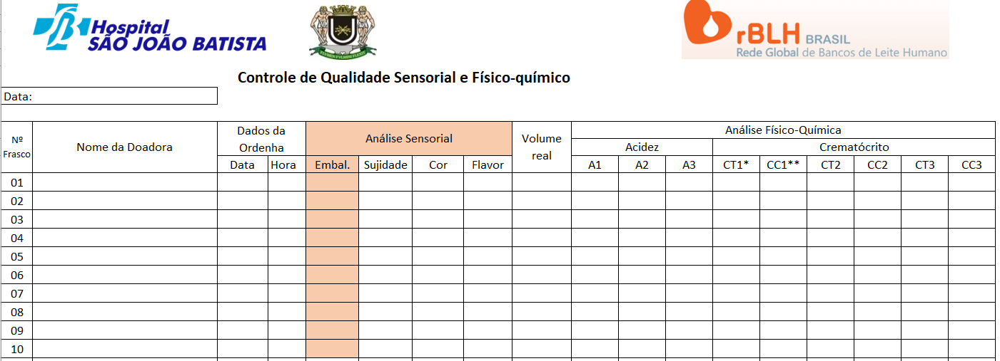 Hospital
SÃO JOÃO BATISTA
rBLH BRASIL
Rede Global de Bancos de Leite Humano
Controle de Qualidade Sensorial e Físico-químico
Data:
Nº Frasco
Nome da Doadora
Dados da Ordenha
Análise Sensorial
Volume real
Análise Físico-Química
Acidez
Crematócrito
Data Hora Embal. Sujidade Cor Flavor A1 A2 A3 CT1* CC1** CT2 CC2 CT3 CC3
01
02
03
04
05
06
07
08
09
10